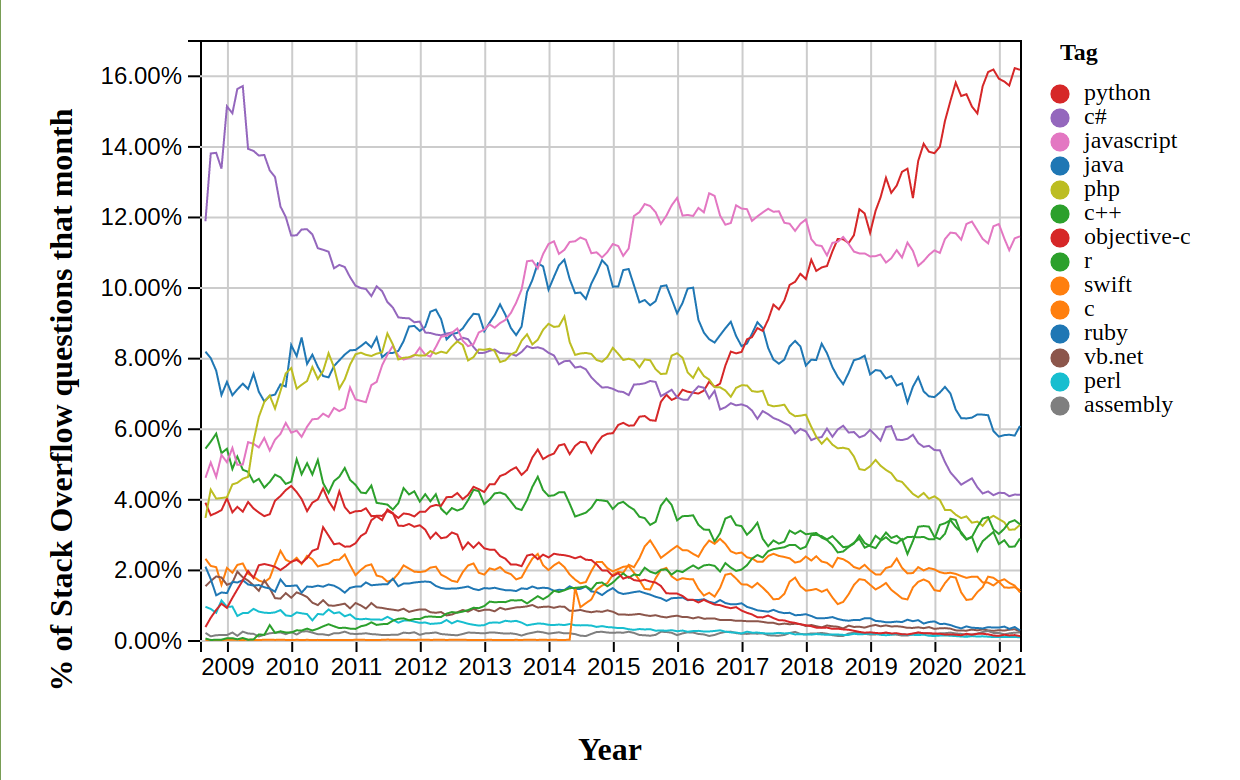 % of Stack Overflow questions that month
16.00%
14.00%
12.00%
10.00%
8.00%
6.00%
4.00%
2.00%
0.00%
2009 2010 2011 2012 2013 2014 2015 2016 2017 2018 2019 2020 2021
Year
Tag
python
c#
javascript
java
php
c++
objective-c
r
swift
c
ruby
vb.net
perl
assembly